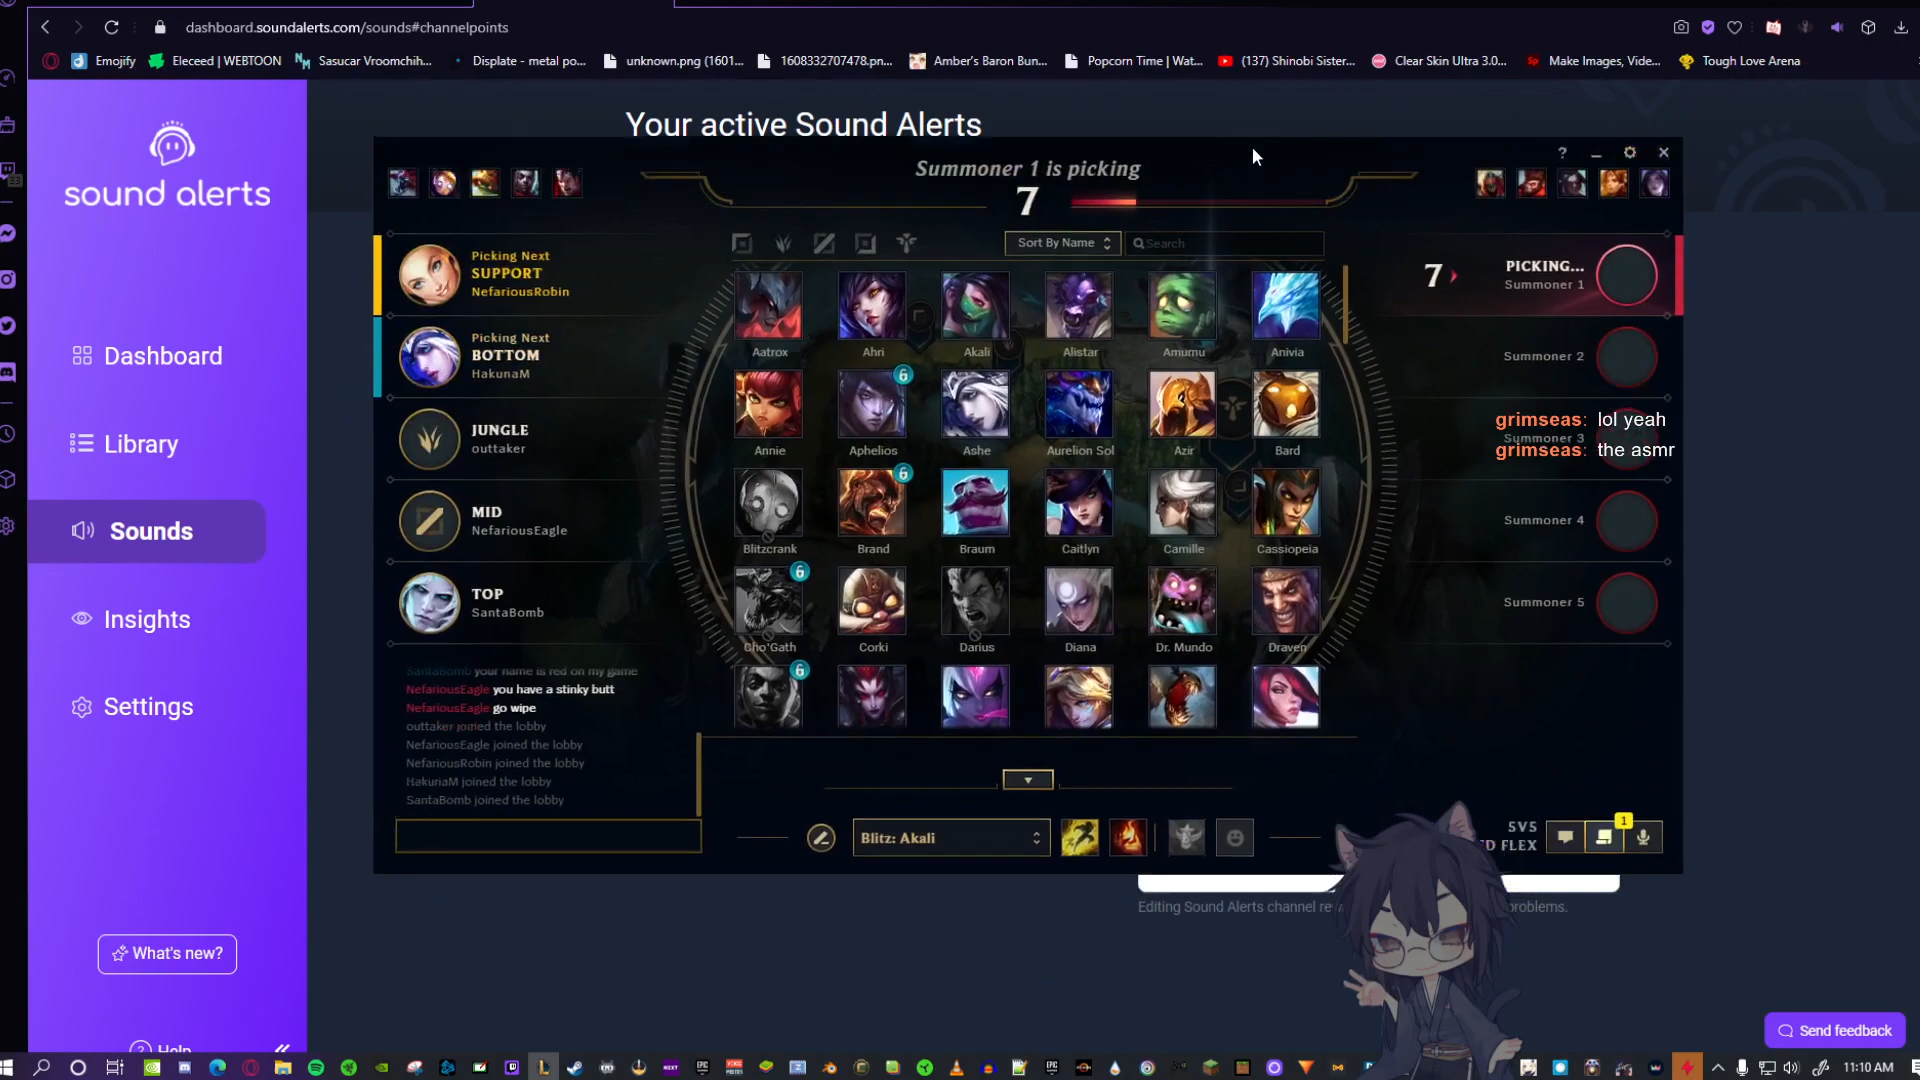 dashboard.soundalerts.com/sounds#channelpoints
Emojify
Eleceed | WEBTOON
Sasucar Vroomchih...
Displate - metal po...
unknown.png (1601...
1608332707478.pn...
Amber's Baron Bun...
Popcorn Time | Wat...
(137) Shinobi Sister...
Clear Skin Ultra 3.0...
Make Images, Vide...
Tough Love Arena
sound alerts
Dashboard
Library
Sounds
Insights
Settings
What's new?
Help
Your active Sound Alerts
Summoner 1 is picking
7
Sort By Name
Search
Picking Next
SUPPORT
NefariousRobin
Picking Next
BOTTOM
HakunaM
JUNGLE
outtaker
MID
NefariousEagle
TOP
SantaBomb
Aatrox
Ahri
Akali
Alistar
Amumu
Anivia
6
Annie
Aphelios
Ashe
Aurelion Sol
Azir
Bard
6
Blitzcrank
Brand
Braum
Caitlyn
Camille
Cassiopeia
6
Cho'Gath
Corki
Darius
Diana
Dr. Mundo
Draven
6
7
PICKING...
Summoner 1
Summoner 2
grimseas: lol yeah
Summoner 3
grimseas: the asmr
Summoner 4
Summoner 5
SantaBomb your name is red on my game
NefariousEagle you have a stinky butt
NefariousEagle go wipe
outtaker joined the lobby
NefariousEagle joined the lobby
NefariousRobin joined the lobby
HakunaM joined the lobby
SantaBomb joined the lobby
Blitz: Akali
5V5
D FLEX
1
Editing Sound Alerts channel re
problems.
Send feedback
11:10 AM